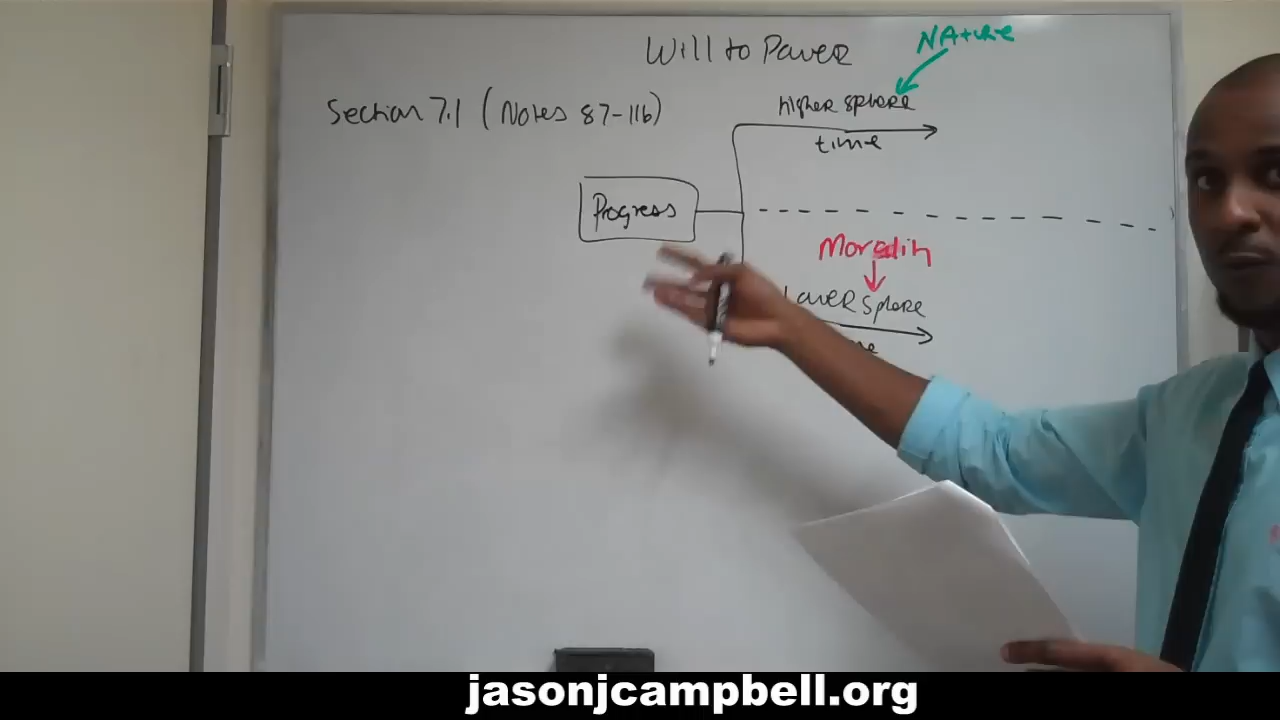 Will to Power
NAture
Section 7.1 (Notes 87-116)
higher sphere
time
Progress
Morality
Lower Sphere
jasonjcampbell.org